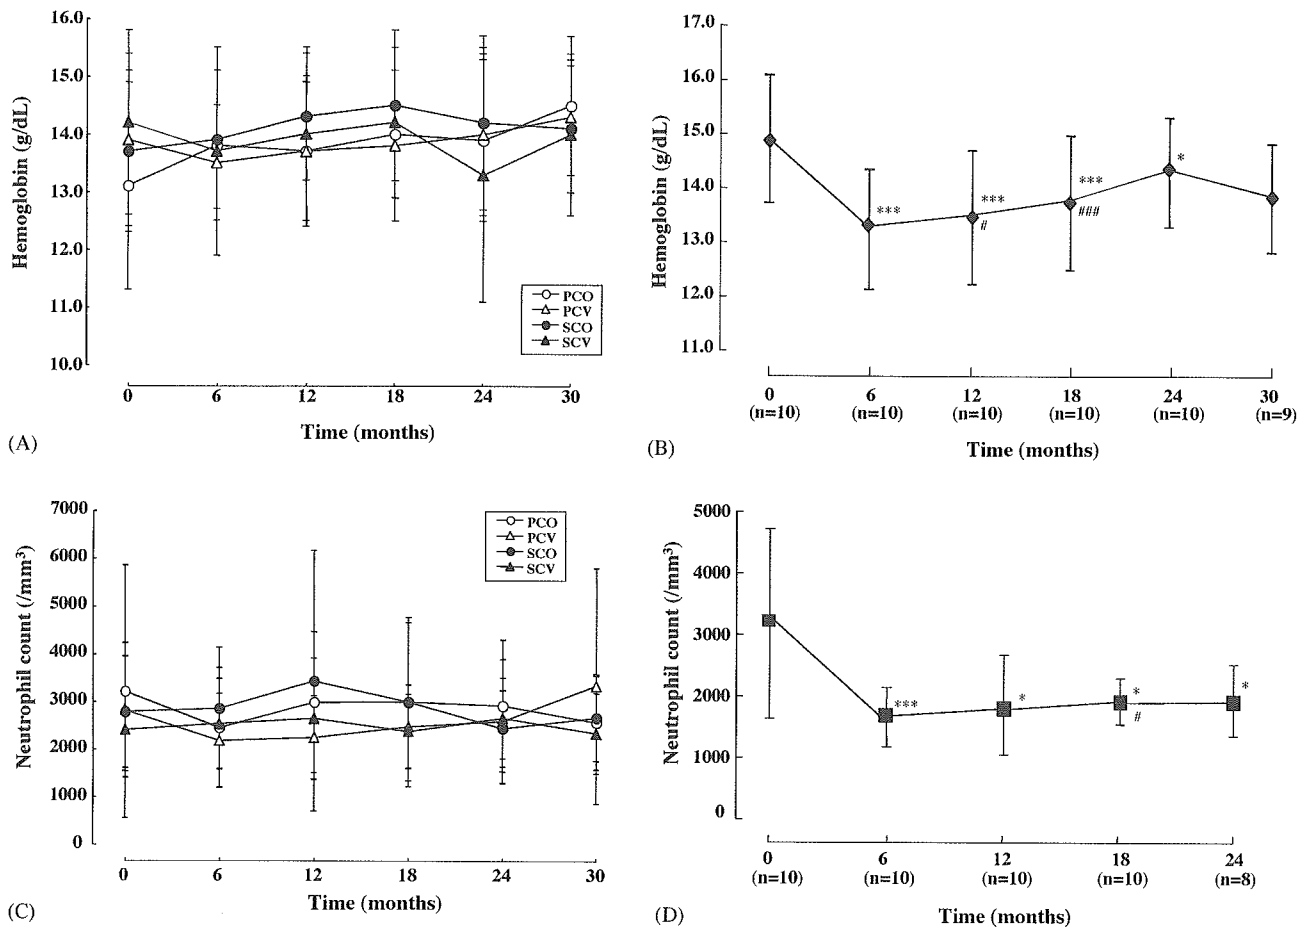 16.0
15.0
14.0
13.0
12.0
11.0
10.0
Hemoglobin (g/dL)
PCO
PCV
SCO
SCV
0 6 12 18 24 30
Time (months)
(A)
17.0
16.0
15.0
14.0
13.0
12.0
11.0
Hemoglobin (g/dL)
***
***
#
***
###
*
0 6 12 18 24 30
(n=10) (n=10) (n=10) (n=10) (n=10) (n=9)
Time (months)
(B)
7000
6000
5000
4000
3000
2000
1000
0
Neutrophil count (/mm³)
PCO
PCV
SCO
SCV
0 6 12 18 24 30
Time (months)
(C)
5000
4000
3000
2000
1000
0
Neutrophil count (/mm³)
***
*
*
#
*
0 6 12 18 24
(n=10) (n=10) (n=10) (n=10) (n=8)
Time (months)
(D)